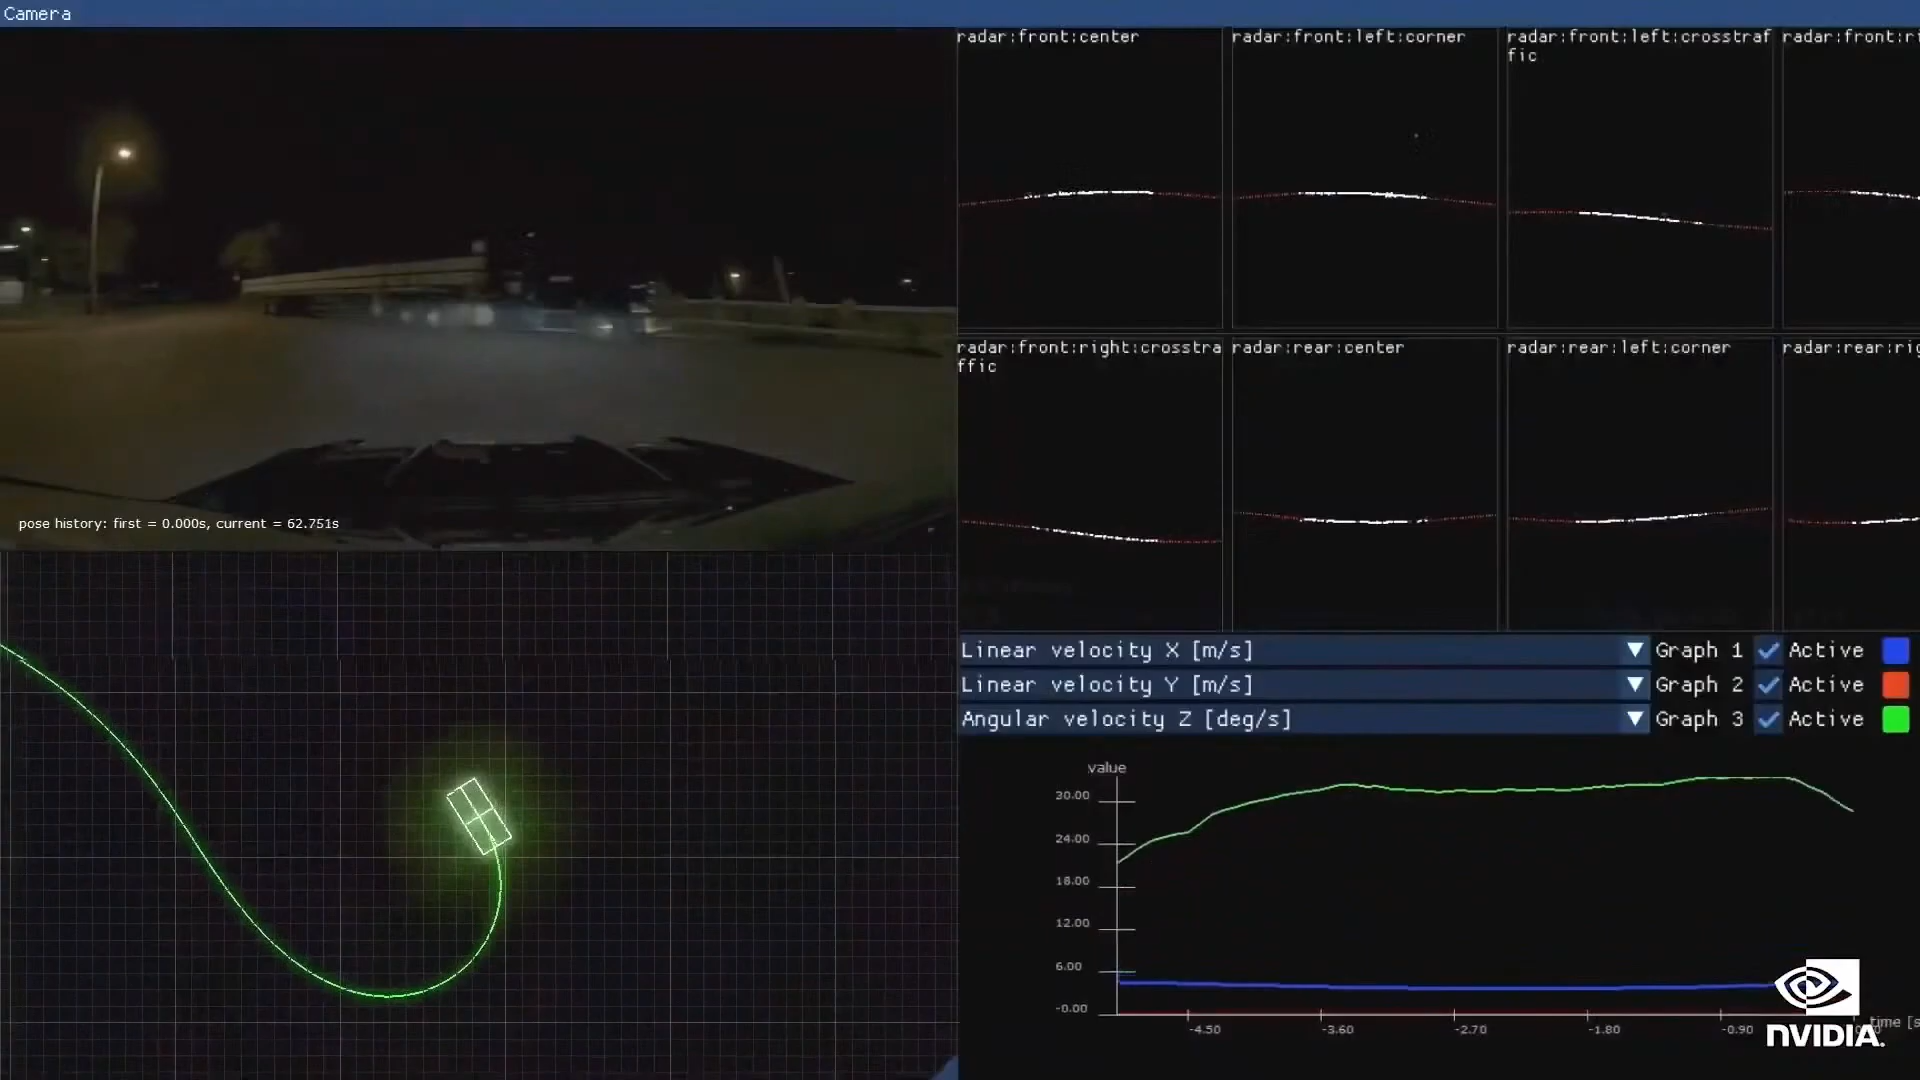 Camera
radar:front:center
radar:front:left:corner
radar:front:left:crosstraf
fic
radar:front:ri
pose history: first = 0.000s, current = 62.751s
radar:front:right:crosstra
ffic
radar:rear:center
radar:rear:left:corner
radar:rear:rig
Linear velocity X [m/s]
Graph 1
Active
Linear velocity Y [m/s]
Graph 2
Active
Angular velocity Z [deg/s]
Graph 3
Active
value
30.00
24.00
18.00
12.00
6.00
-0.00
-4.50
-3.60
-2.70
-1.80
-0.90
time [s
NVIDIA.